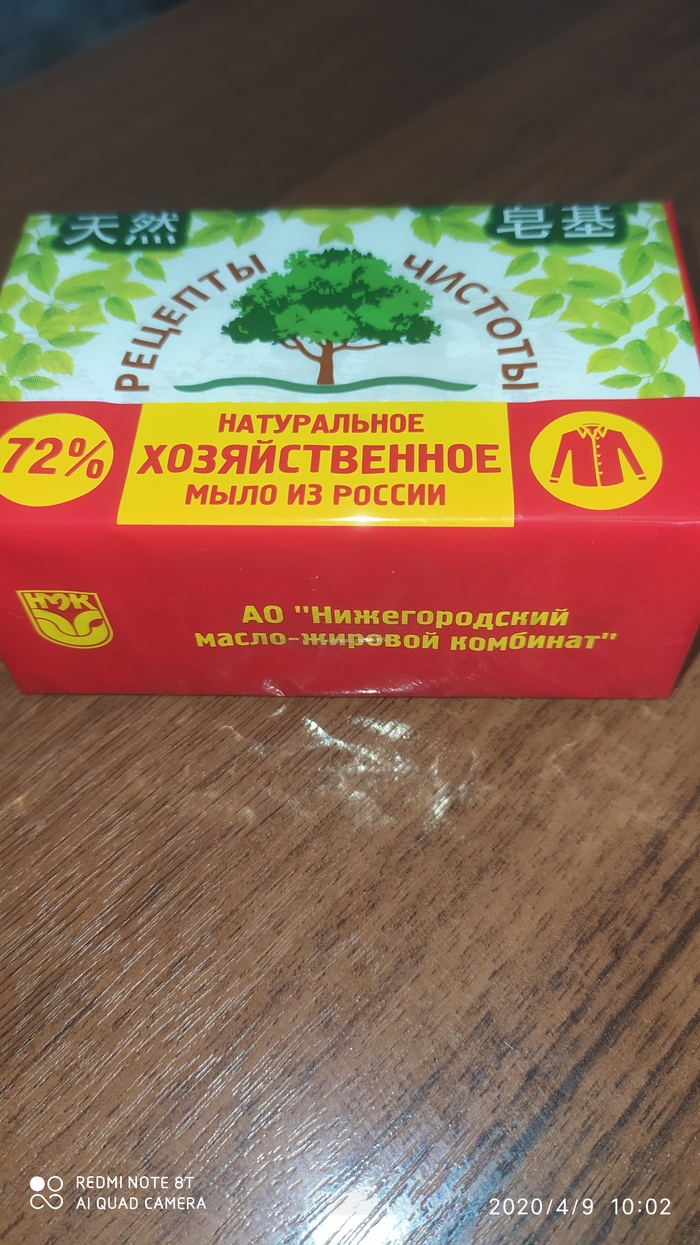 天然 皂基
РЕЦЕПТЫ ЧИСТОТЫ
72%
НАТУРАЛЬНОЕ
ХОЗЯЙСТВЕННОЕ
МЫЛО ИЗ РОССИИ
НМЖК
АО "Нижегородский
масло-жировой комбинат"
REDMI NOTE 8T
AI QUAD CAMERA
2020/4/9 10:02